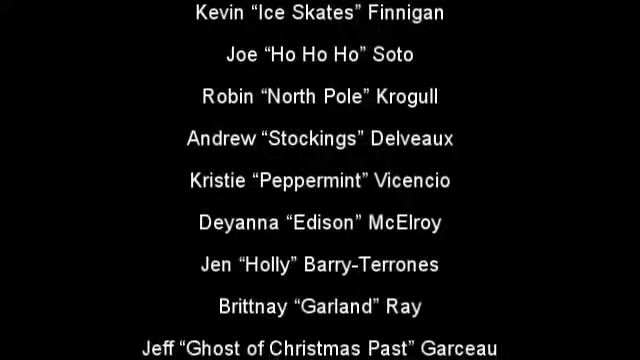 Kevin “Ice Skates” Finnigan
Joe “Ho Ho Ho” Soto
Robin “North Pole” Krogull
Andrew “Stockings” Delveaux
Kristie “Peppermint” Vicencio
Deyanna “Edison” McElroy
Jen “Holly” Barry-Terrones
Brittnay “Garland” Ray
Jeff “Ghost of Christmas Past” Garceau